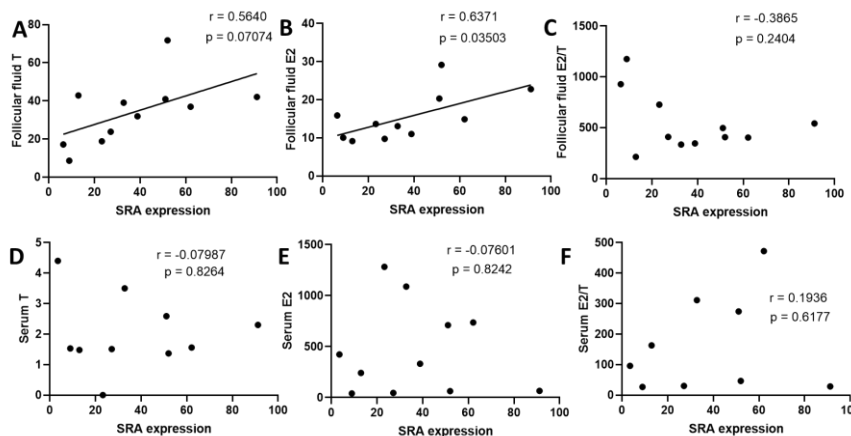 A
r = 0.5640
p = 0.07074
Follicular fluid T
80
60
40
20
0
0 20 40 60 80 100
SRA expression
B
r = 0.6371
p = 0.03503
Follicular fluid E2
40
30
20
10
0
0 20 40 60 80 100
SRA expression
C
r = -0.3865
p = 0.2404
Follicular fluid E2/T
1500
1000
500
0
0 20 40 60 80 100
SRA expression
D
r = -0.07987
p = 0.8264
Serum T
5
4
3
2
1
0
0 20 40 60 80 100
SRA expression
E
r = -0.07601
p = 0.8242
Serum E2
1500
1000
500
0
0 20 40 60 80 100
SRA expression
F
r = 0.1936
p = 0.6177
Serum E2/T
500
400
300
200
100
0
0 20 40 60 80
SRA expression